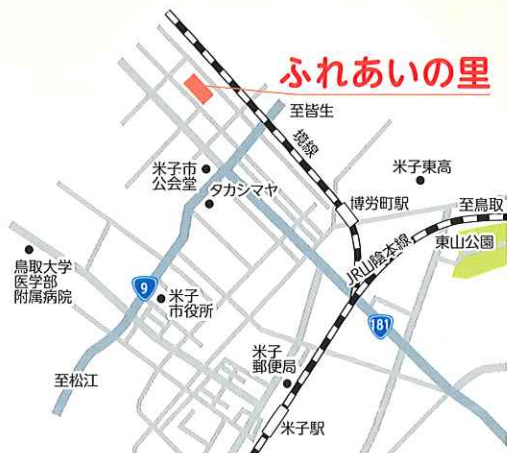 ふれあいの里
至皆生
境線
米子市
公会堂
米子東高
タカシマヤ
博労町駅
至鳥取
東山公園
JR山陰本線
鳥取大学
医学部
附属病院
9
米子
市役所
181
米子
郵便局
至松江
米子駅